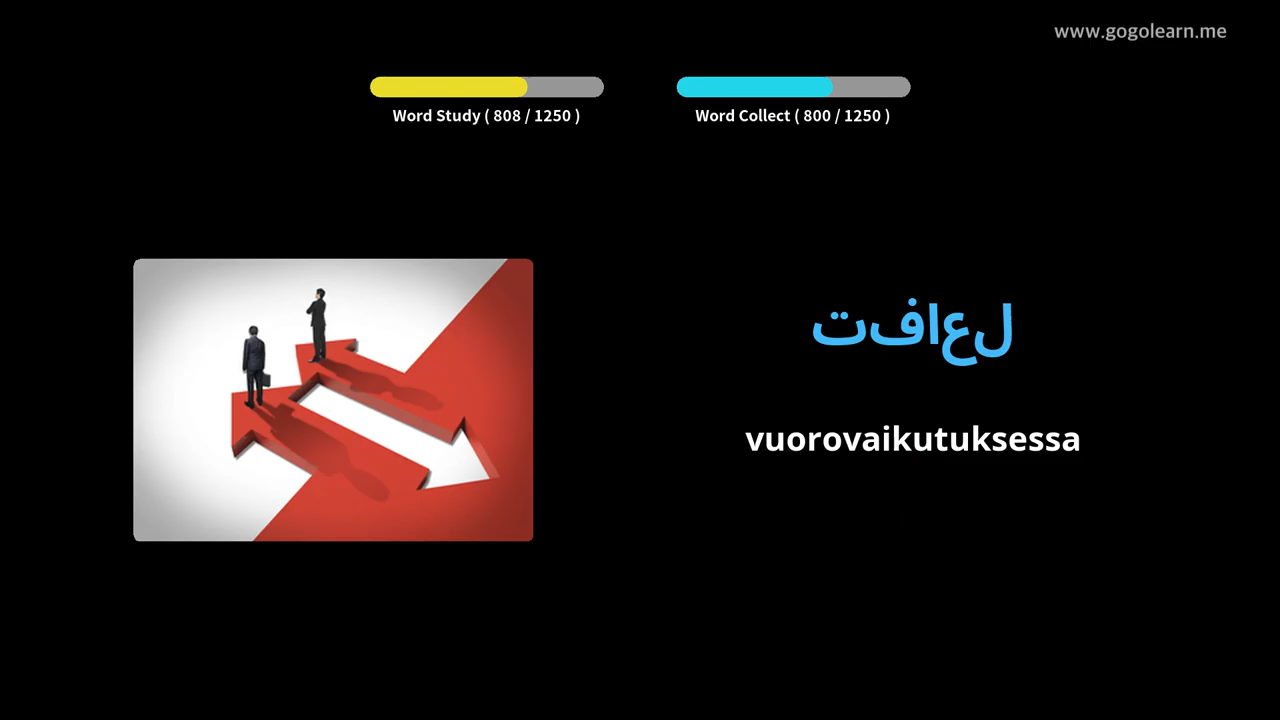 www.gogolearn.me
Word Study ( 808 / 1250 )
Word Collect ( 800 / 1250 )
تفاعل
vuorovaikutuksessa